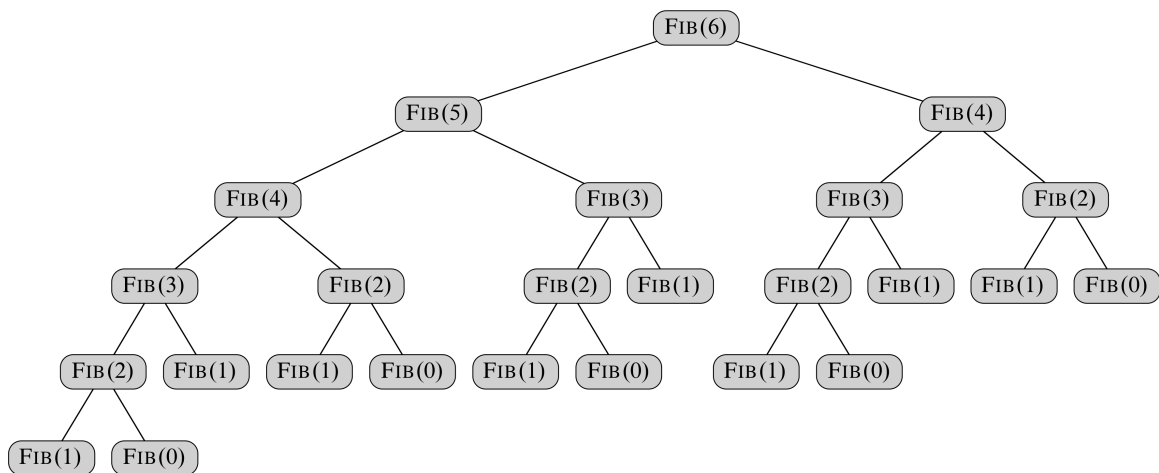 FIB(6)
FIB(5) FIB(4)
FIB(4) FIB(3) FIB(3) FIB(2)
FIB(3) FIB(2) FIB(2) FIB(1) FIB(2) FIB(1) FIB(1) FIB(0)
FIB(2) FIB(1) FIB(1) FIB(0) FIB(1) FIB(0) FIB(1) FIB(0)
FIB(1) FIB(0)